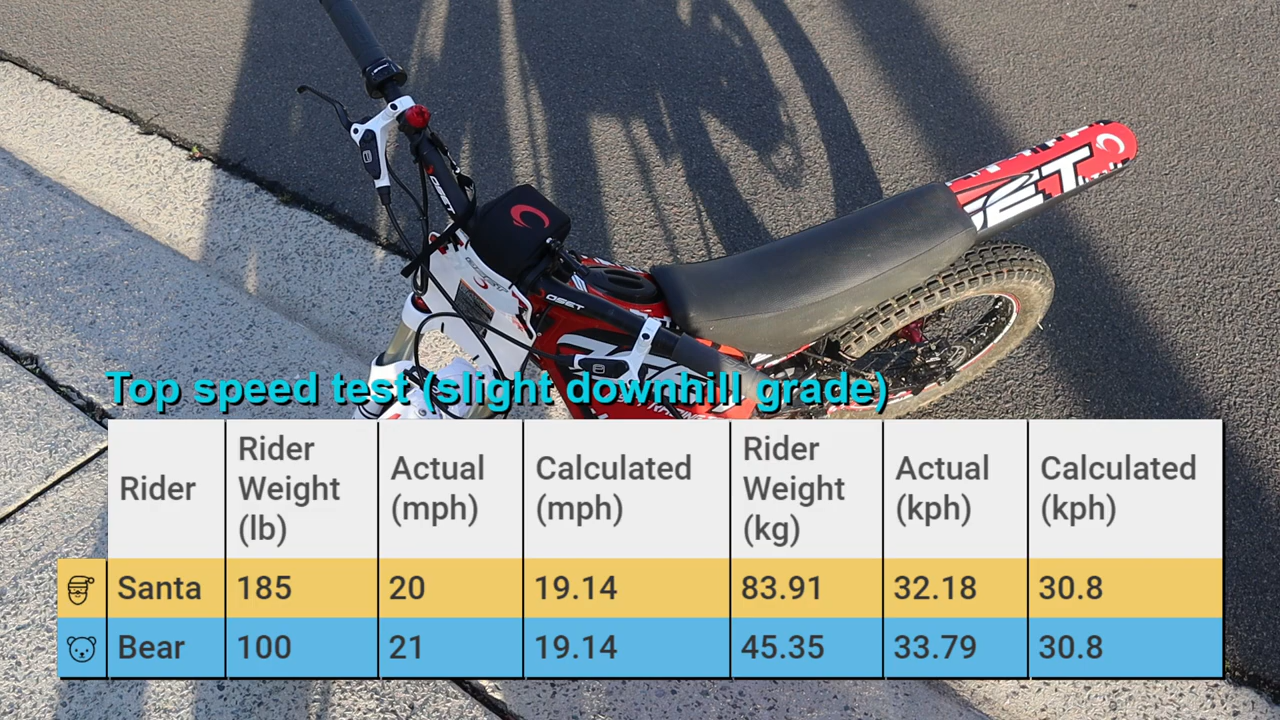 OSET
OSET
OSET
Top speed test (slight downhill grade)
Rider
Rider Weight (lb)
Actual (mph)
Calculated (mph)
Rider Weight (kg)
Actual (kph)
Calculated (kph)
Santa 185 20 19.14 83.91 32.18 30.8
Bear 100 21 19.14 45.35 33.79 30.8